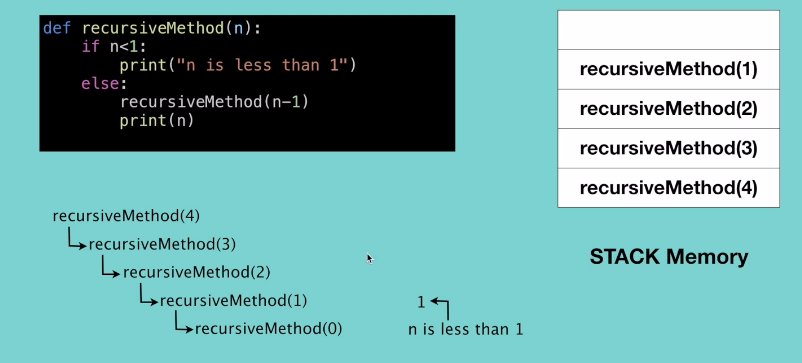 def recursiveMethod(n):
    if n<1:
        print("n is less than 1")
    else:
        recursiveMethod(n-1)
        print(n)
recursiveMethod(1)
recursiveMethod(2)
recursiveMethod(3)
recursiveMethod(4)
STACK Memory
recursiveMethod(4)
recursiveMethod(3)
recursiveMethod(2)
recursiveMethod(1)
1
recursiveMethod(0)
n is less than 1